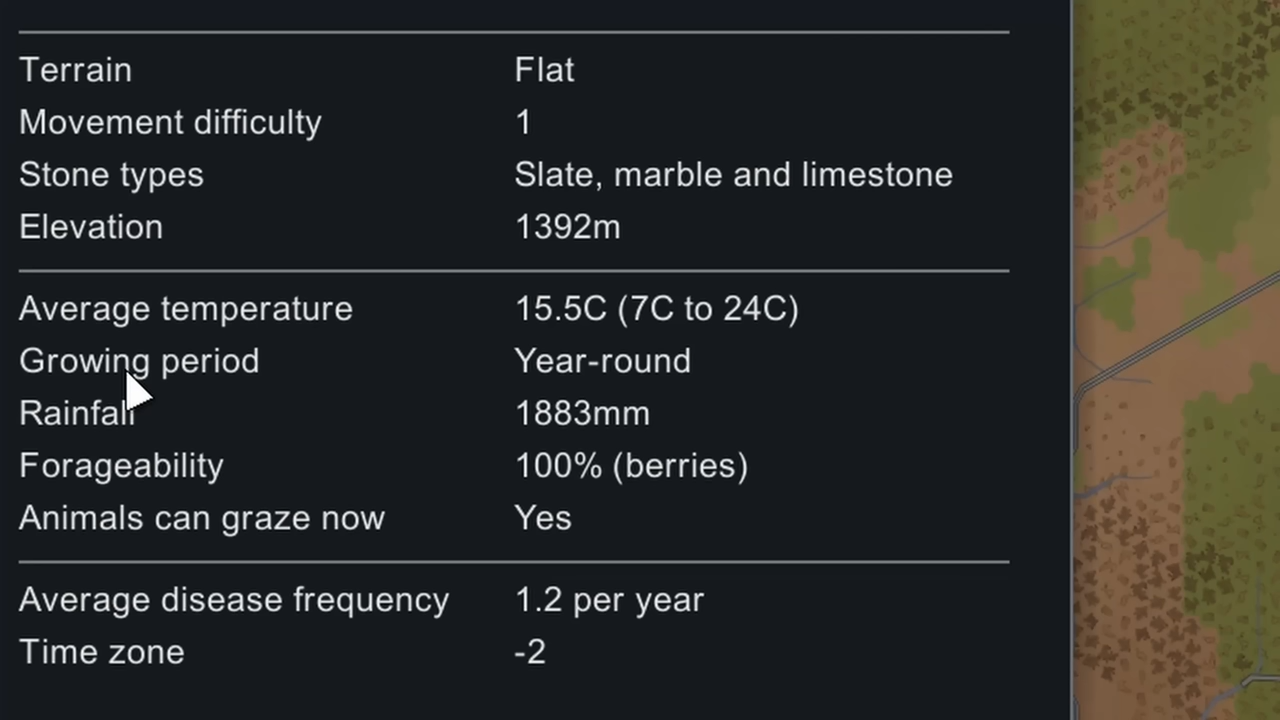 Terrain Flat
Movement difficulty 1
Stone types Slate, marble and limestone
Elevation 1392m
Average temperature 15.5C (7C to 24C)
Growing period Year-round
Rainfall 1883mm
Forageability 100% (berries)
Animals can graze now Yes
Average disease frequency 1.2 per year
Time zone -2